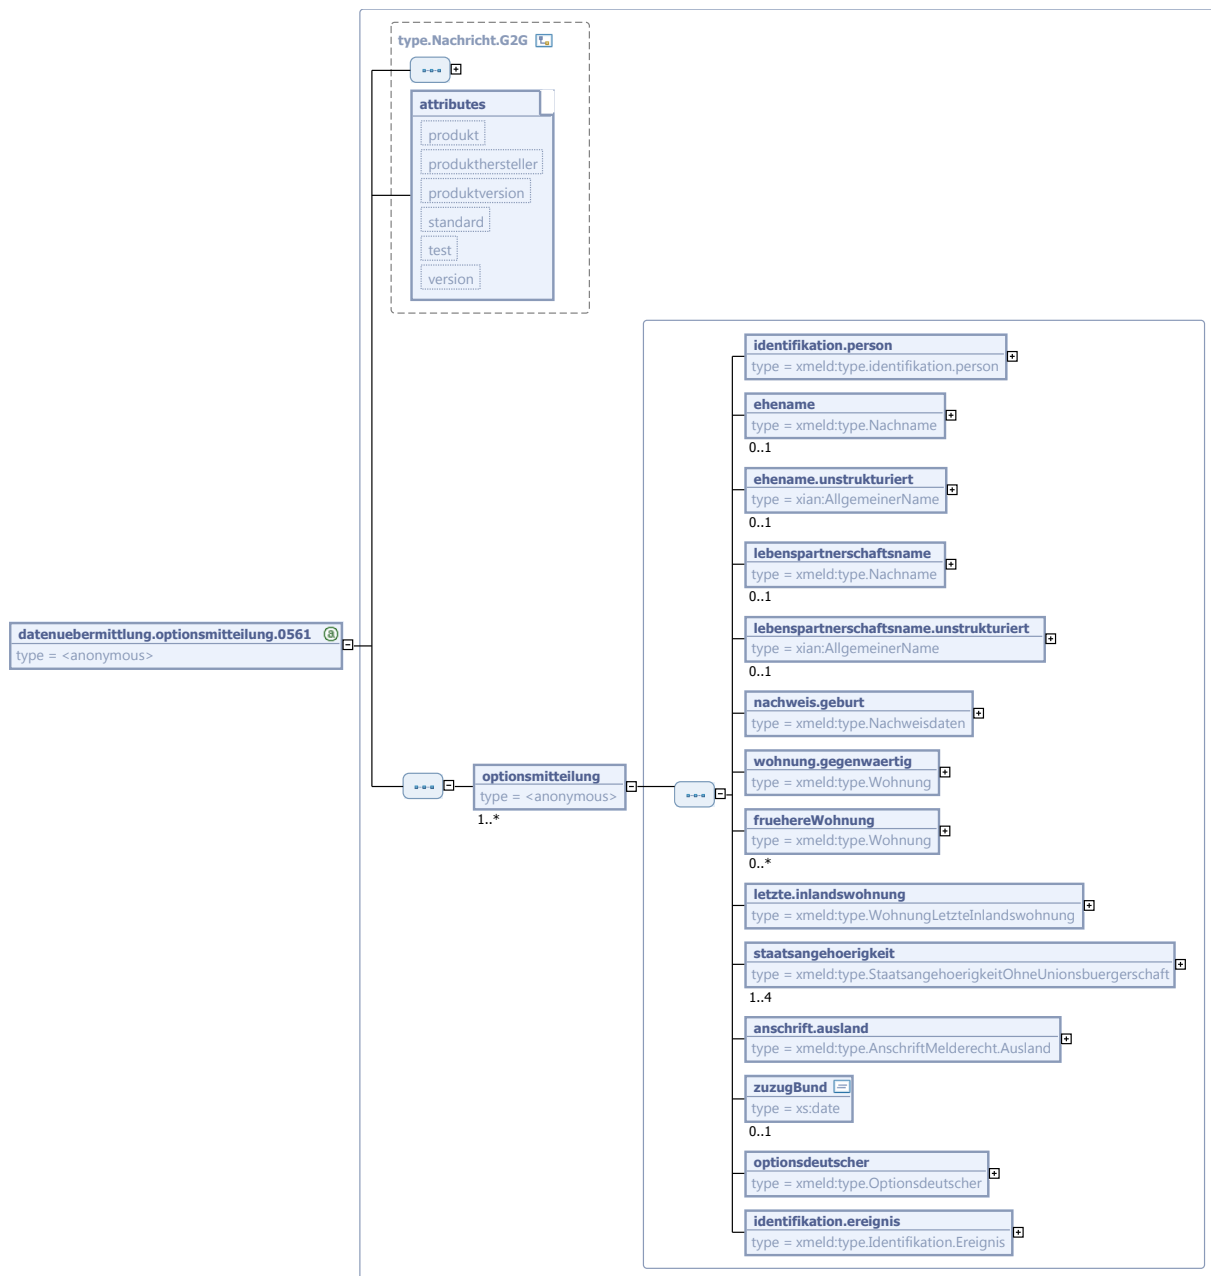 type.Nachricht.G2G
attributes
produkt
produkthersteller
produktversion
standard
test
version
datenuebermittlung.optionsmitteilung.0561
type = <anonymous>
optionsmitteilung
type = <anonymous>
1..*
identifikation.person
type = xmeld:type.identifikation.person
ehename
type = xmeld:type.Nachname
0..1
ehename.unstrukturiert
type = xian:AllgemeinerName
0..1
lebenspartnerschaftsname
type = xmeld:type.Nachname
0..1
lebenspartnerschaftsname.unstrukturiert
type = xian:AllgemeinerName
0..1
nachweis.geburt
type = xmeld:type.Nachweisdaten
wohnung.gegenwaertig
type = xmeld:type.Wohnung
fruehereWohnung
type = xmeld:type.Wohnung
0..*
letzte.inlandswohnung
type = xmeld:type.WohnungLetzteInlandswohnung
staatsangehoerigkeit
type = xmeld:type.StaatsangehoerigkeitOhneUnionsbuergerschaft
1..4
anschrift.ausland
type = xmeld:type.AnschriftMelderecht.Ausland
zuzugBund
type = xs:date
0..1
optionsdeutscher
type = xmeld:type.Optionsdeutscher
identifikation.ereignis
type = xmeld:type.Identifikation.Ereignis